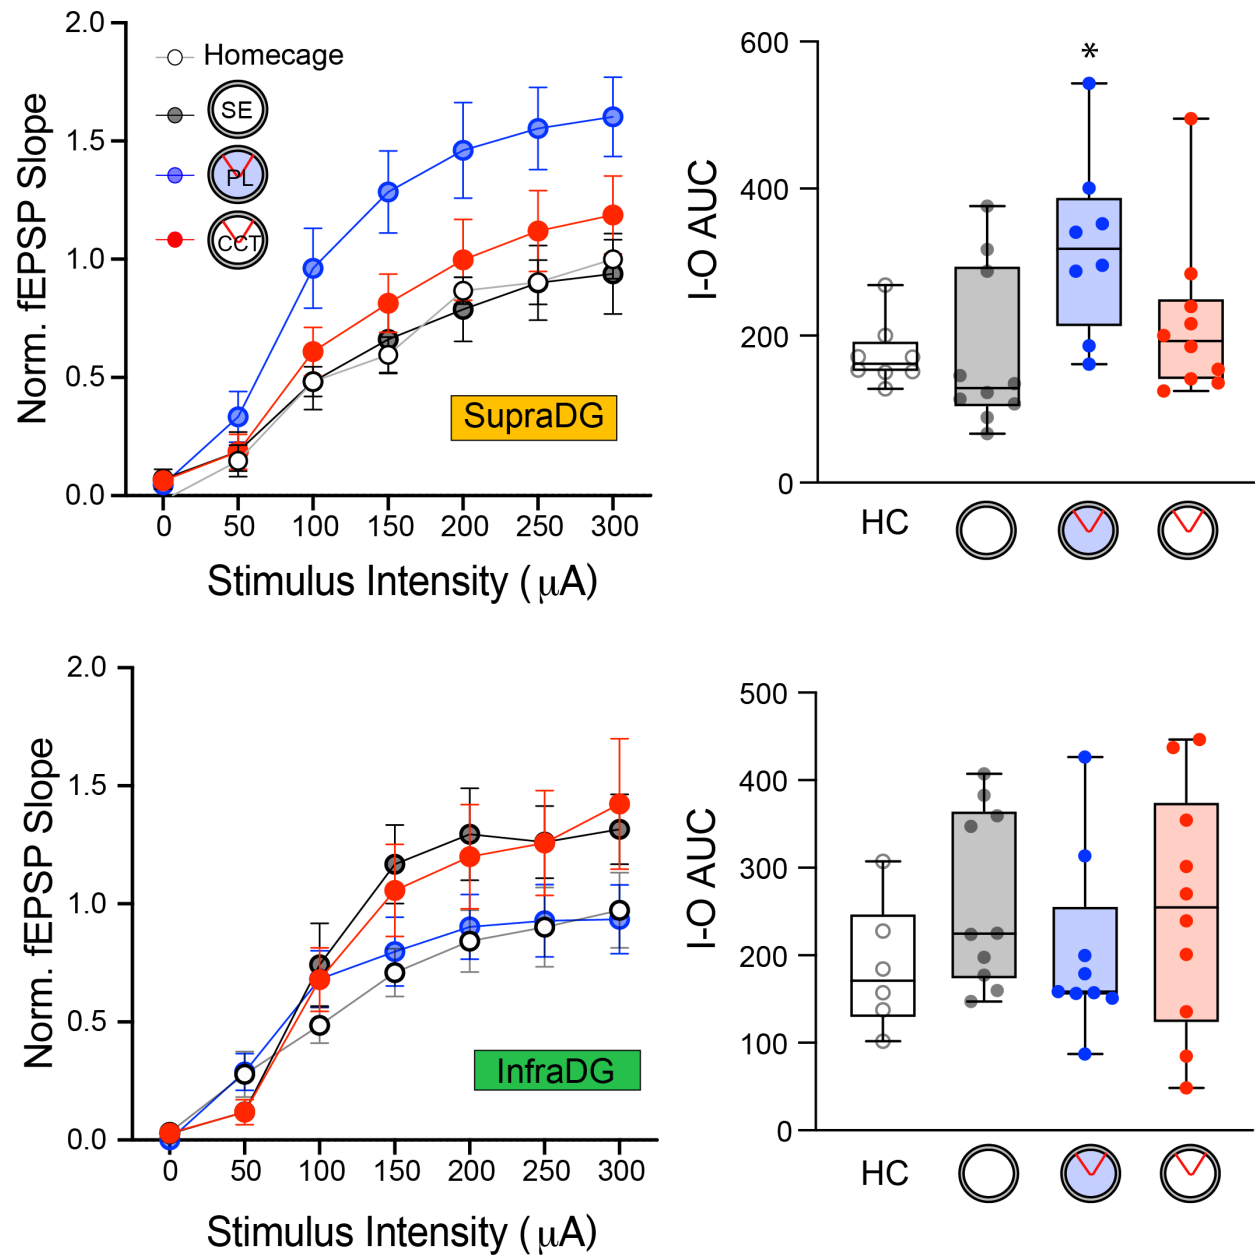 2.0
1.5
1.0
0.5
0.0
Norm. fEPSP Slope
Homecage
SE
PL
CCT
SupraDG
0 50 100 150 200 250 300
Stimulus Intensity (μA)
600
400
200
0
I-O AUC
*
HC
2.0
1.5
1.0
0.5
0.0
Norm. fEPSP Slope
InfraDG
0 50 100 150 200 250 300
Stimulus Intensity (μA)
500
400
300
200
100
0
I-O AUC
HC